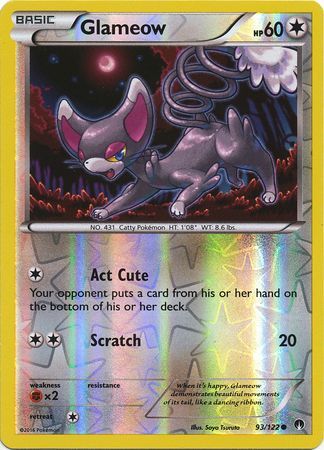 BASIC
Glameow
HP 60
NO. 431 Catty Pokémon HT: 1'08" WT: 8.6 lbs.
Act Cute
Your opponent puts a card from his or her hand on
the bottom of his or her deck.
Scratch 20
weakness resistance
×2
When it's happy, Glameow
demonstrates beautiful movements
of its tail, like a dancing ribbon.
retreat
©2016 Pokémon
Illus. Saya Tsuruta
93/122